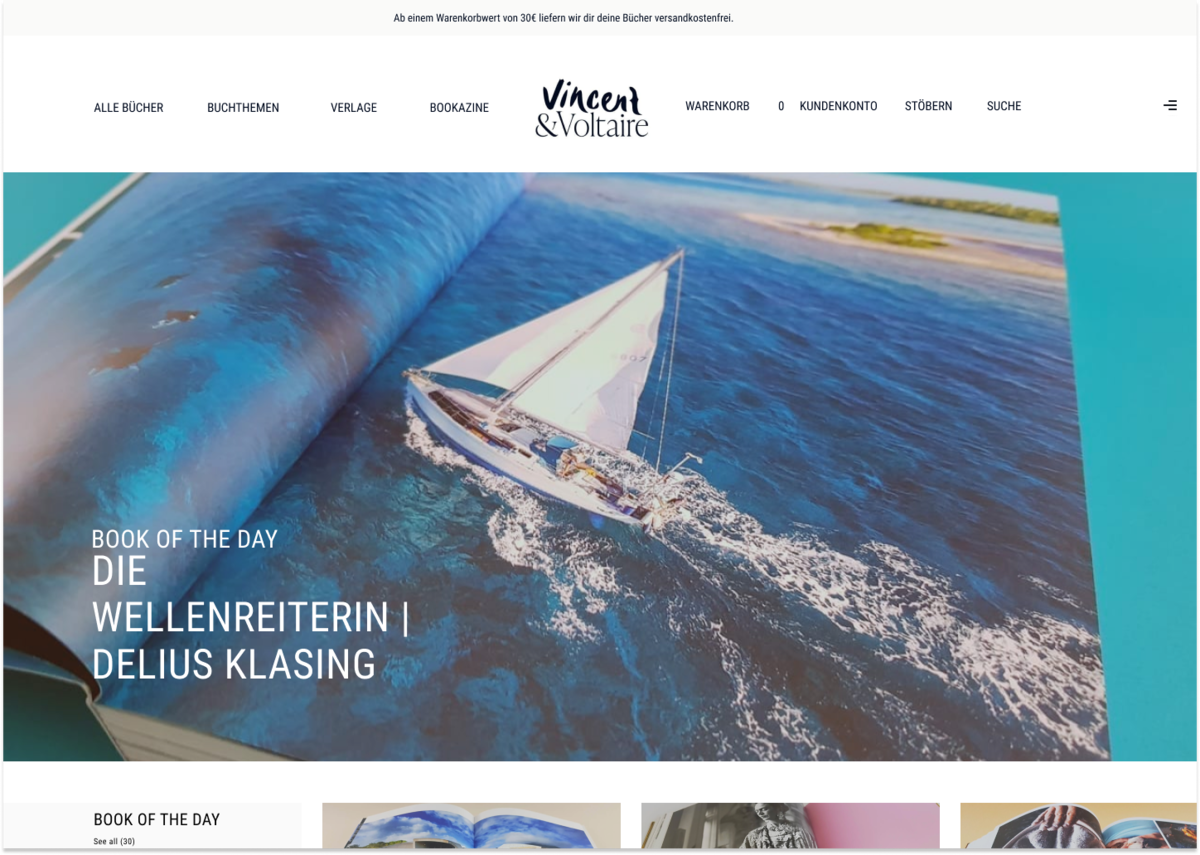 Ab einem Warenkorbwert von 30€ liefern wir dir deine Bücher versandkostenfrei.
ALLE BÜCHER
BUCHTHEMEN
VERLAGE
BOOKAZINE
Vincent
&Voltaire
WARENKORB
0
KUNDENKONTO
STÖBERN
SUCHE
BOOK OF THE DAY
DIE
WELLENREITERIN |
DELIUS KLASING
BOOK OF THE DAY
See all (30)